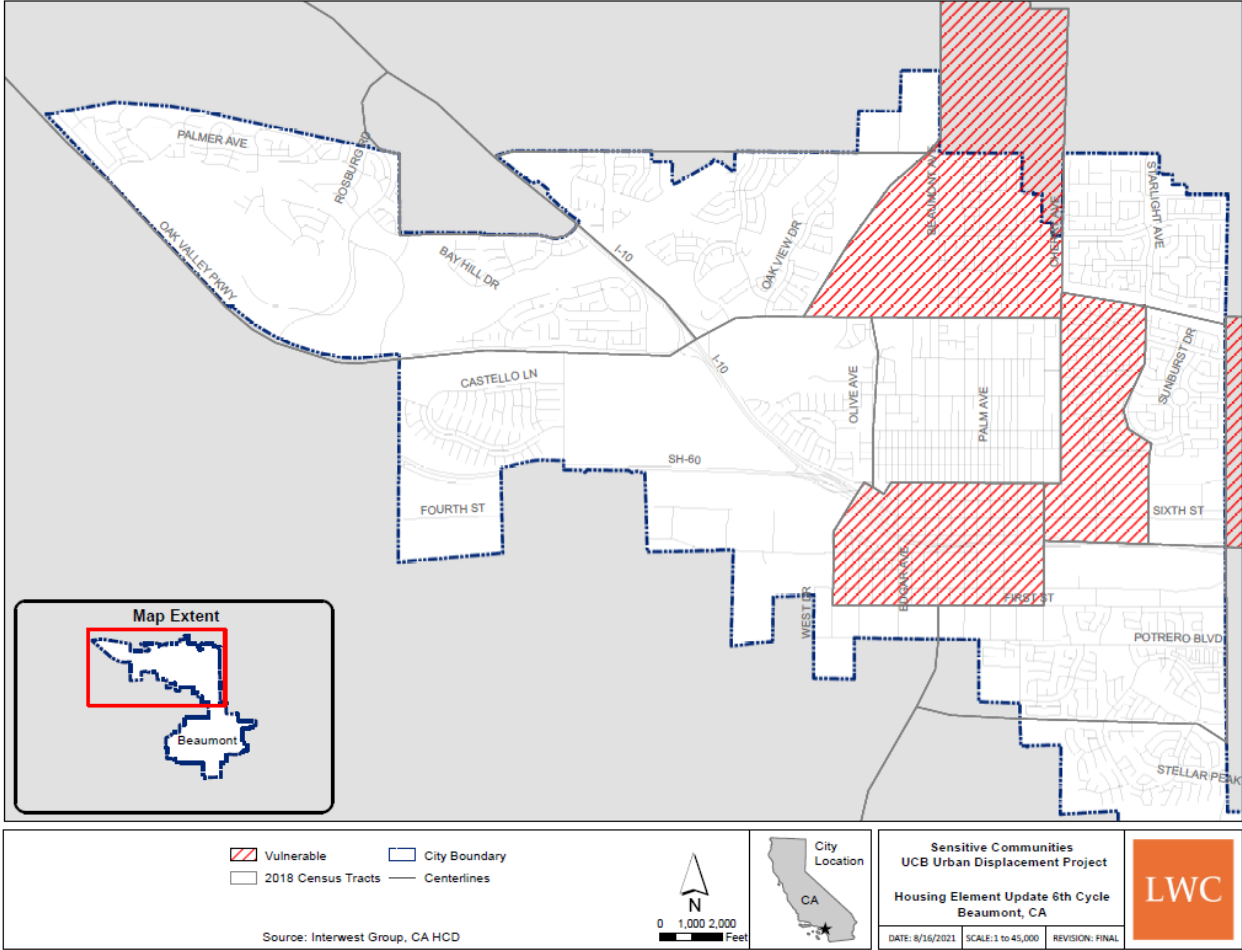 PALMER AVE
ROSBURG RD
OAK VALLEY PKWY
BAY HILL DR
I-10
OAK VIEW DR
BEAUMONT AVE
CHERRY AVE
STARLIGHT AVE
CASTELLO LN
I-10
OLIVE AVE
PALM AVE
SUNBURST DR
SH-60
FOURTH ST
SIXTH ST
EDGAR AVE
WEST DR
FIRST ST
POTRERO BLVD
STELLAR PEAK
Map Extent
Beaumont
Vulnerable
City Boundary
2018 Census Tracts
Centerlines
Source: Interwest Group, CA HCD
N
0 1,000 2,000
Feet
City
Location
CA
Sensitive Communities
UCB Urban Displacement Project
Housing Element Update 6th Cycle
Beaumont, CA
DATE: 8/16/2021
SCALE:1 to 45,000
REVISION: FINAL
LWC